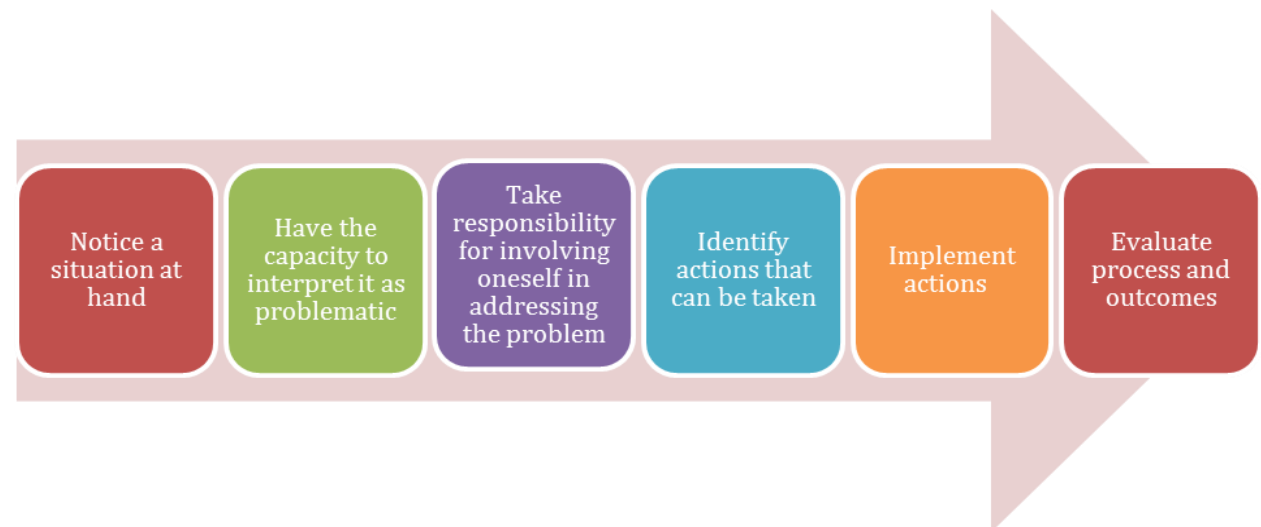 Notice a
situation at
hand
Have the
capacity to
interpret it as
problematic
Take
responsibility
for involving
oneself in
addressing
the problem
Identify
actions that
can be taken
Implement
actions
Evaluate
process and
outcomes